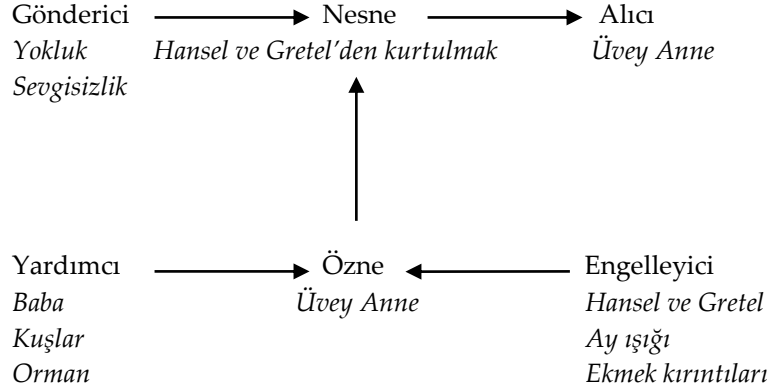 Gönderici Nesne Alıcı
Yokluk Hansel ve Gretel’den kurtulmak Üvey Anne
Sevgisizlik
Yardımcı Özne Engelleyici
Baba Üvey Anne Hansel ve Gretel
Kuşlar Ay ışığı
Orman Ekmek kırıntıları